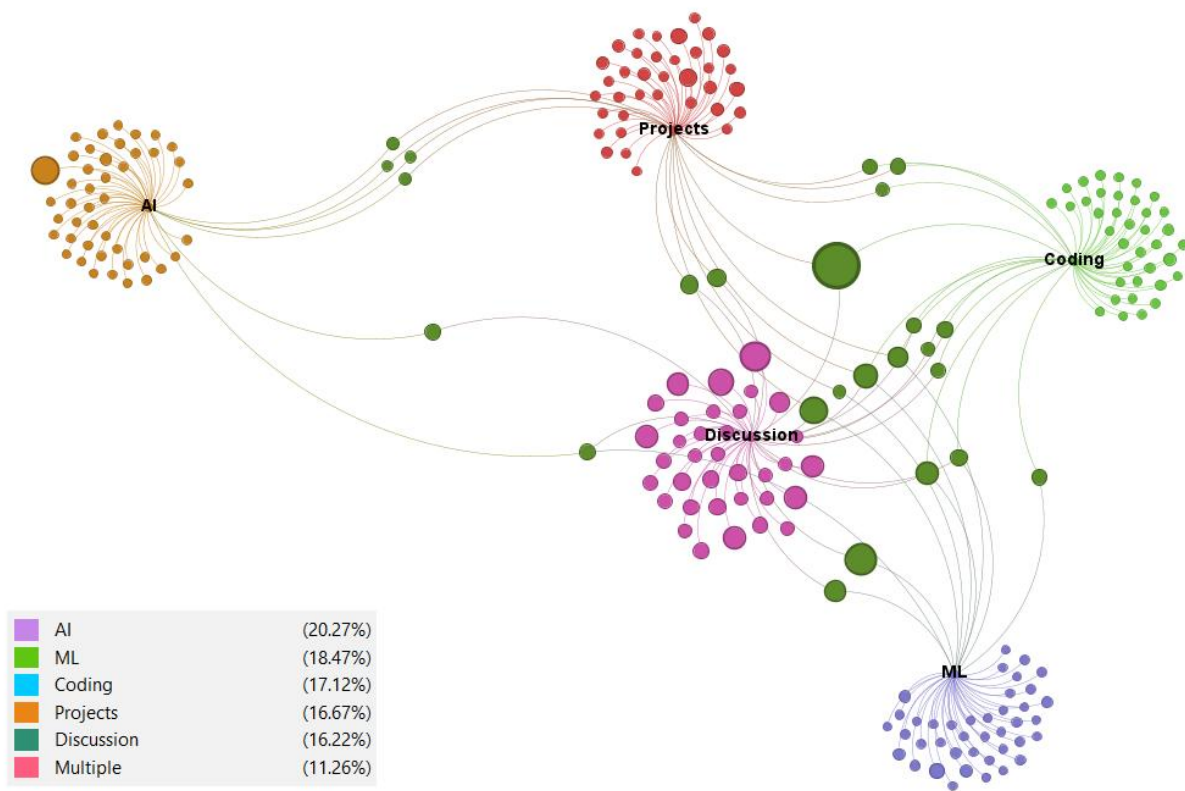 Projects
AI
Coding
Discussion
ML
AI (20.27%)
ML (18.47%)
Coding (17.12%)
Projects (16.67%)
Discussion (16.22%)
Multiple (11.26%)